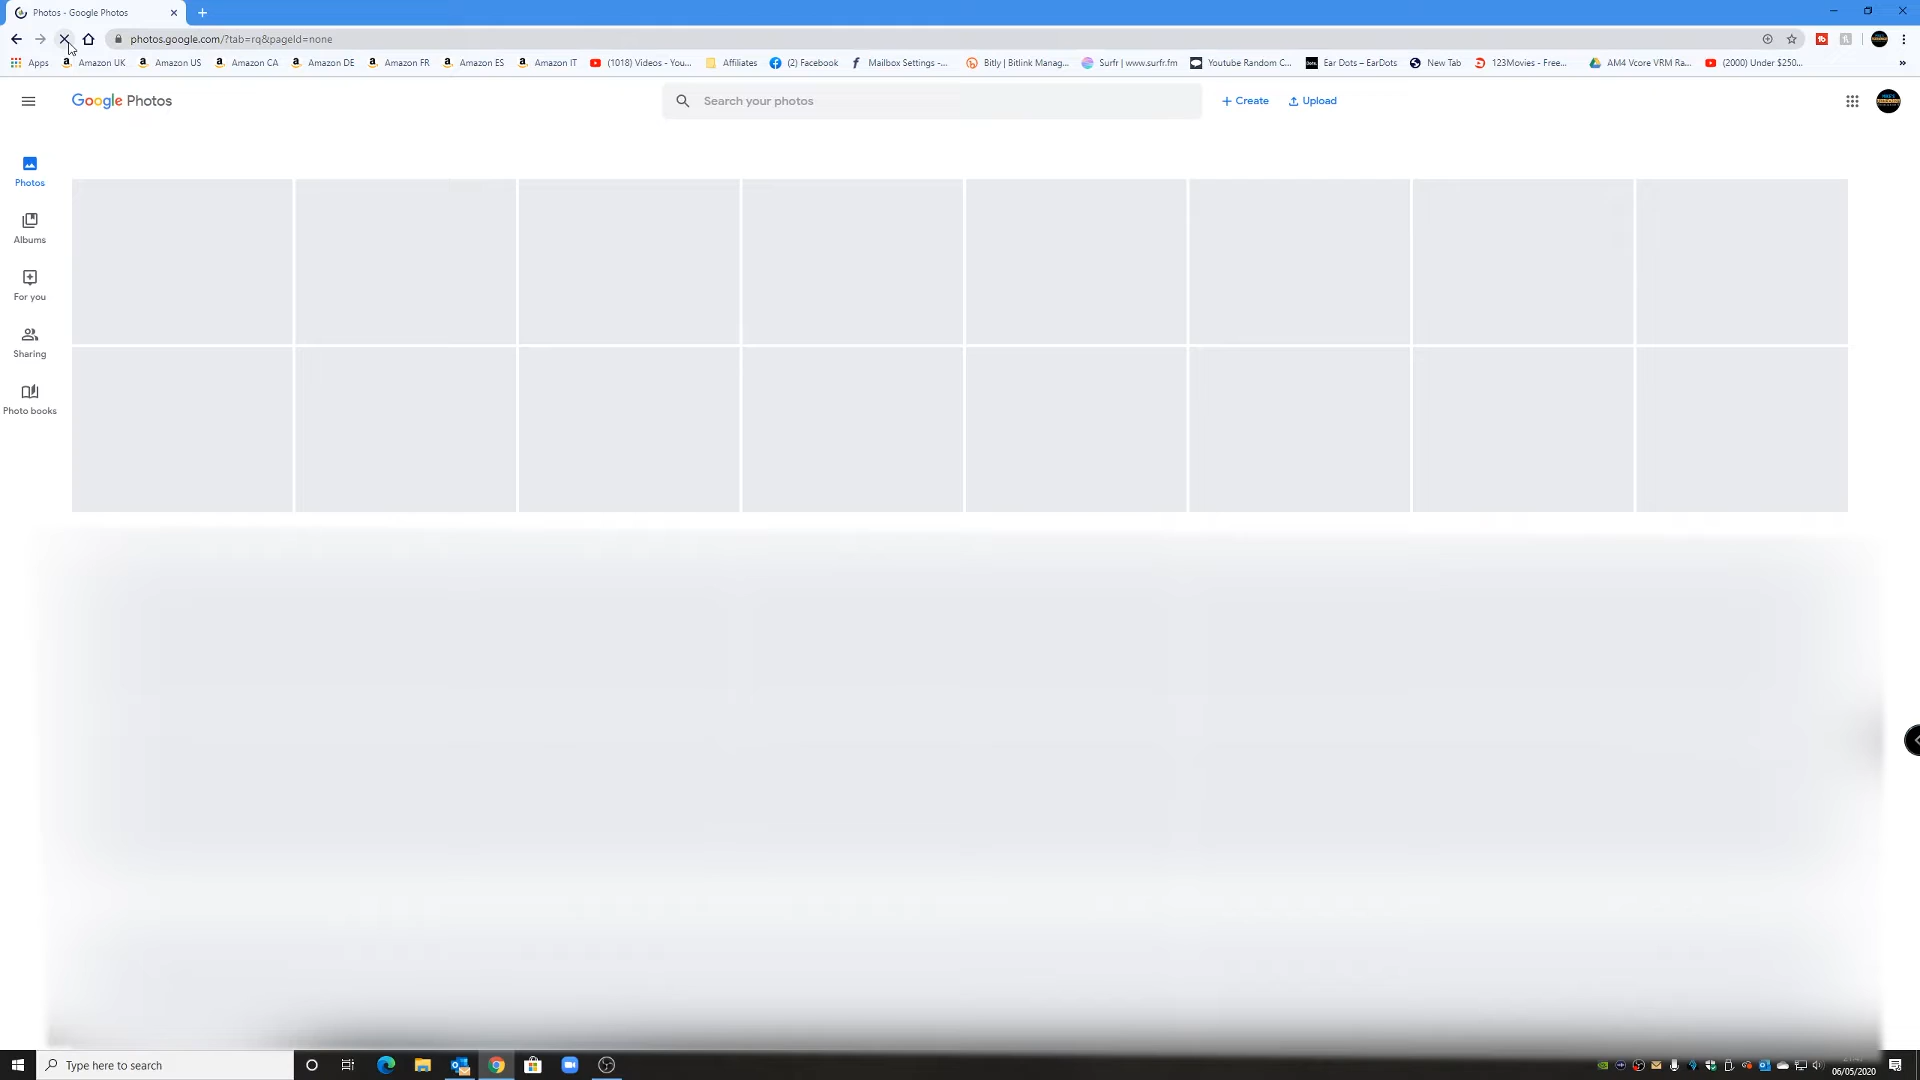 Photos - Google Photos
photos.google.com/?tab=rq&pageId=none
Apps Amazon UK Amazon US Amazon CA Amazon DE Amazon FR Amazon ES Amazon IT (1018) Videos - You... Affiliates (2) Facebook Mailbox Settings -... Bitly | Bitlink Manag... Surfr | www.surfr.fm Youtube Random C... Ear Dots – EarDots New Tab 123Movies - Free... AM4 Vcore VRM Ra... (2000) Under $250...
Google Photos
Search your photos
Create
Upload
Photos
Albums
For you
Sharing
Photo books
Type here to search
06/05/2020